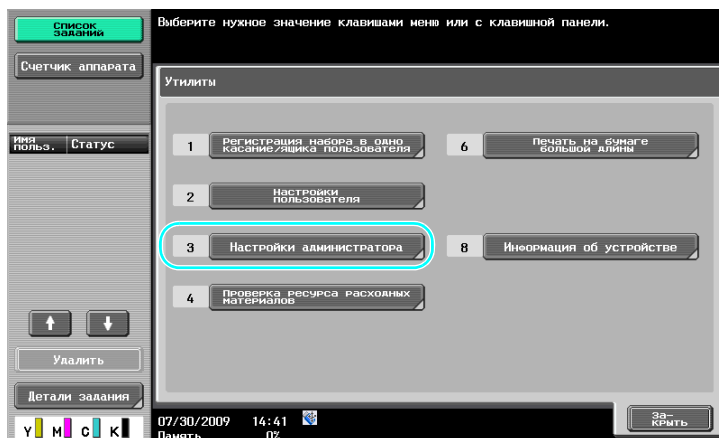 Список
заданий
Выберите нужное значение клавишами меню или с клавишной панели.
Счетчик аппарата
Утилиты
Имя
польз.
Статус
1
Регистрация набора в одно
касание/ящика пользователя
6
Печать на бумаге
большой длины
2
Настройки
пользователя
3
Настройки администратора
8
Информация об устройстве
4
Проверка ресурса расходных
материалов
Удалить
Детали задания
07/30/2009 14:41
За-
крыть
Y M C K
Память 0%